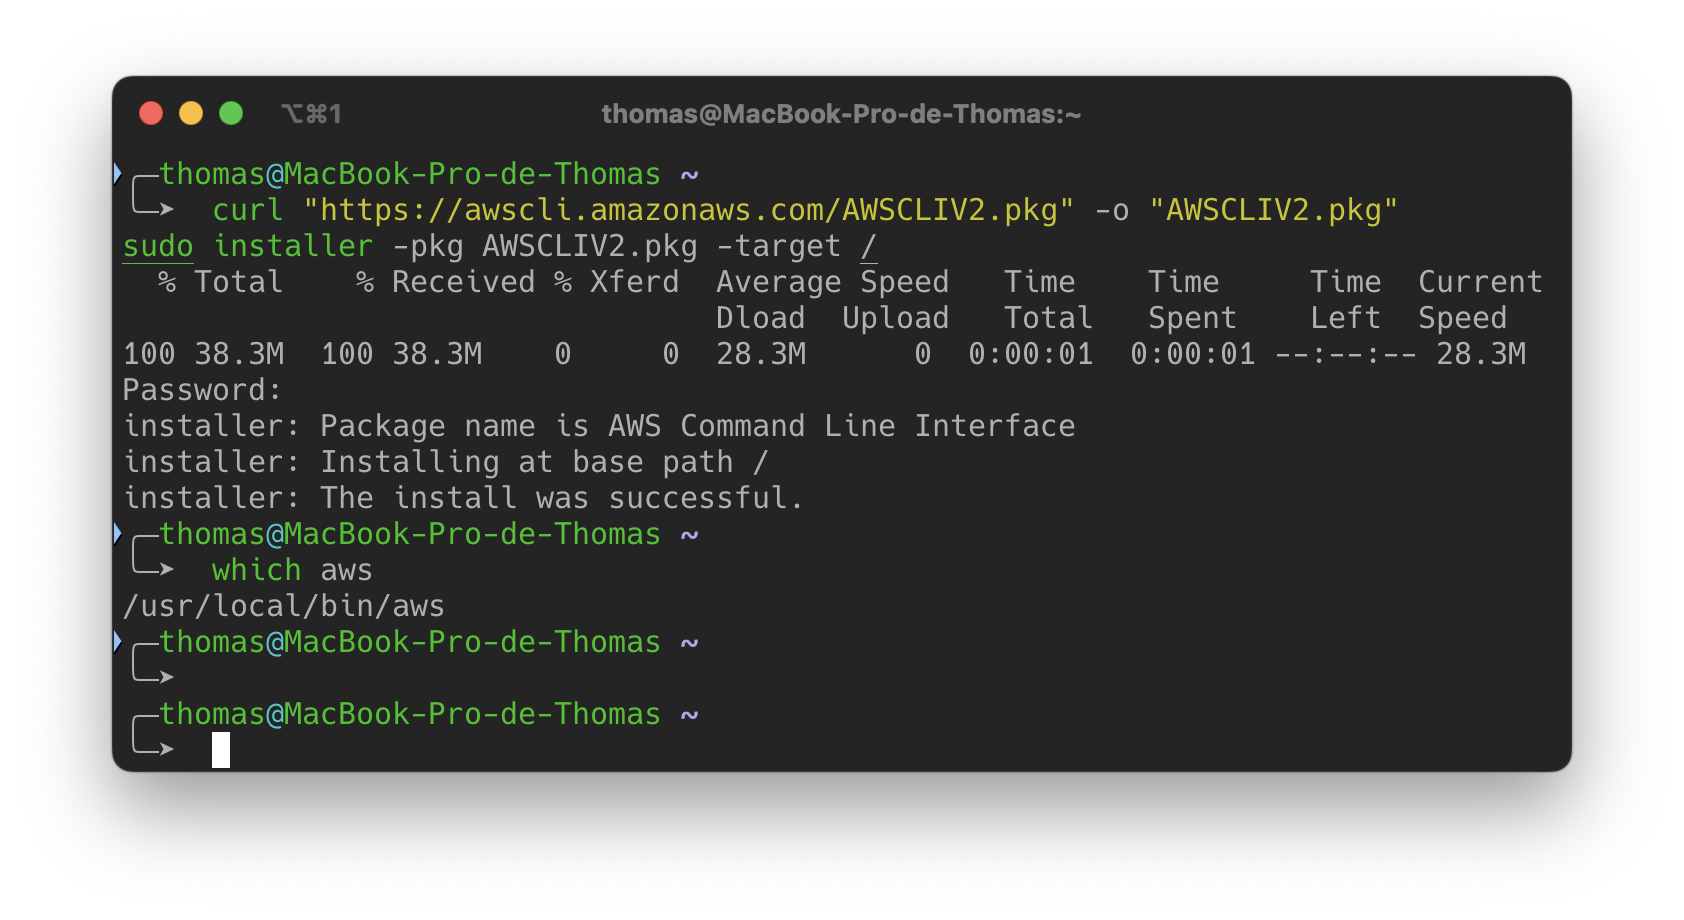 ⌥⌘1 thomas@MacBook-Pro-de-Thomas:~
thomas@MacBook-Pro-de-Thomas ~
curl "https://awscli.amazonaws.com/AWSCLIV2.pkg" -o "AWSCLIV2.pkg"
sudo installer -pkg AWSCLIV2.pkg -target /
% Total    % Received % Xferd  Average Speed   Time    Time     Time  Current
Dload  Upload   Total   Spent    Left  Speed
100 38.3M  100 38.3M    0     0  28.3M      0  0:00:01  0:00:01 --:--:-- 28.3M
Password:
installer: Package name is AWS Command Line Interface
installer: Installing at base path /
installer: The install was successful.
thomas@MacBook-Pro-de-Thomas ~
which aws
/usr/local/bin/aws
thomas@MacBook-Pro-de-Thomas ~
thomas@MacBook-Pro-de-Thomas ~